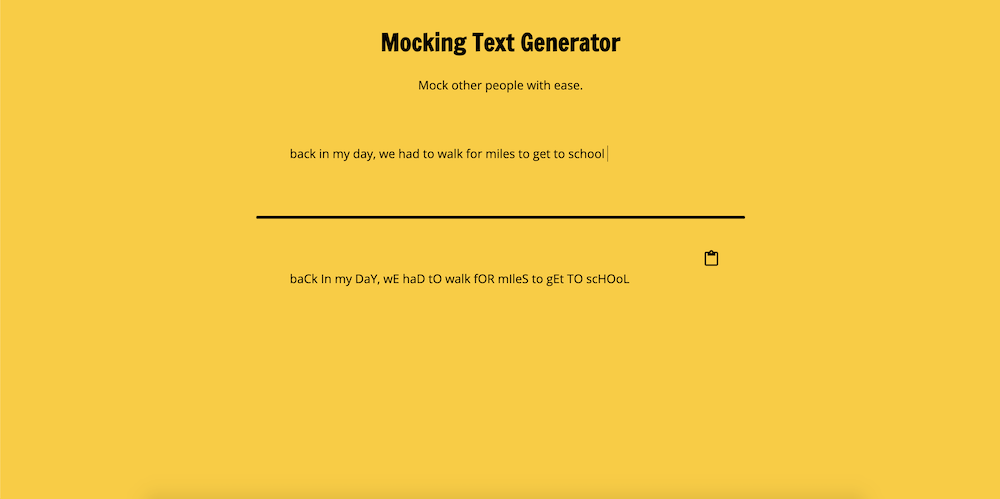 Mocking Text Generator
Mock other people with ease.
back in my day, we had to walk for miles to get to school
baCk In my DaY, wE haD tO walk fOR mIleS to gEt TO scHOoL